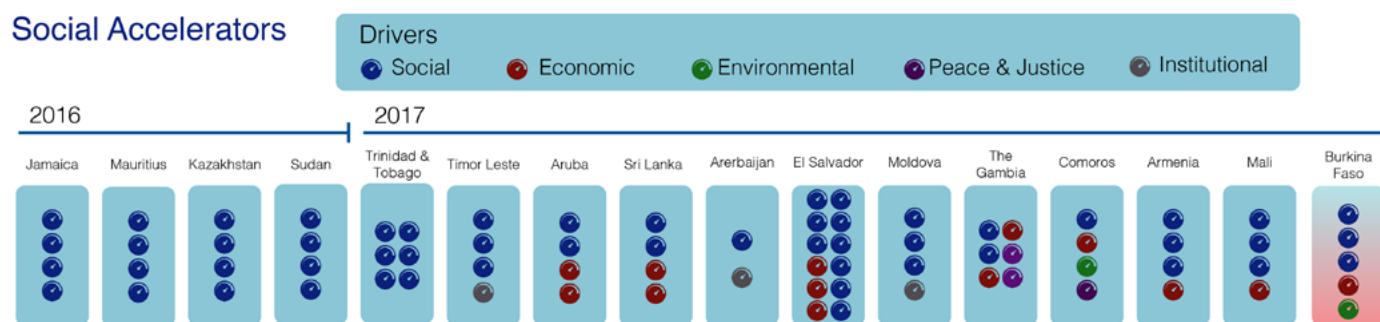 Social Accelerators
Drivers
Social Economic Environmental Peace & Justice Institutional
2016 2017
Jamaica Mauritius Kazakhstan Sudan Trinidad & Tobago Timor Leste Aruba Sri Lanka Arerbaijan El Salvador Moldova The Gambia Comoros Armenia Mali Burkina Faso